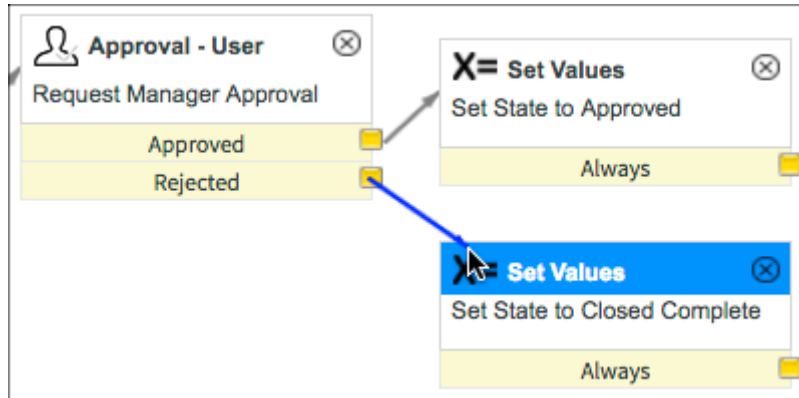 Approval - User
Request Manager Approval
Approved
Rejected
X= Set Values
Set State to Approved
Always
X= Set Values
Set State to Closed Complete
Always